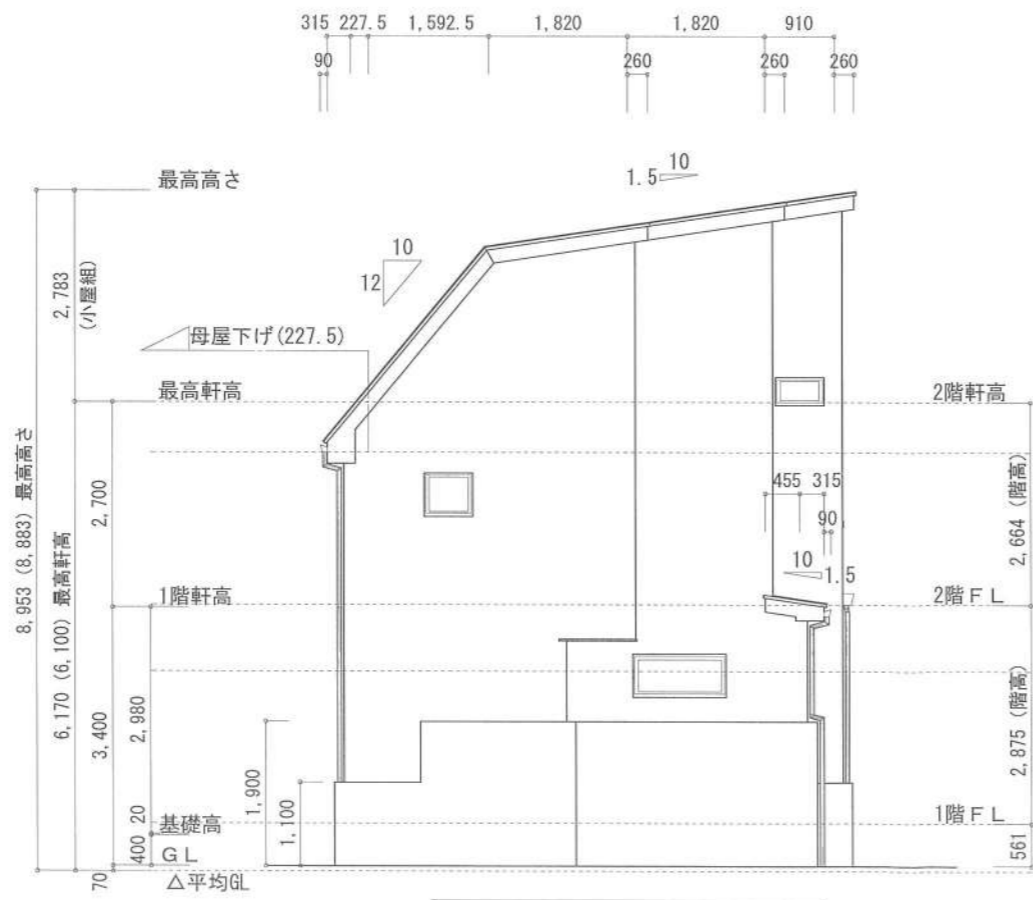 315 227.5 1,592.5 1,820 1,820 910
90 260 260 260
最高高さ
10
1.5
10
12
2,783
(小屋組)
母屋下げ(227.5)
最高軒高
2階軒高
8,953 (8,883) 最高高さ
6,170 (6,100) 最高軒高
2,700
455 315
90
2,664 (階高)
10
1.5
1階軒高
2階FL
3,400
2,980
2,875 (階高)
1,900
1,100
20
基礎高
1階FL
400
GL
561
70
△平均GL